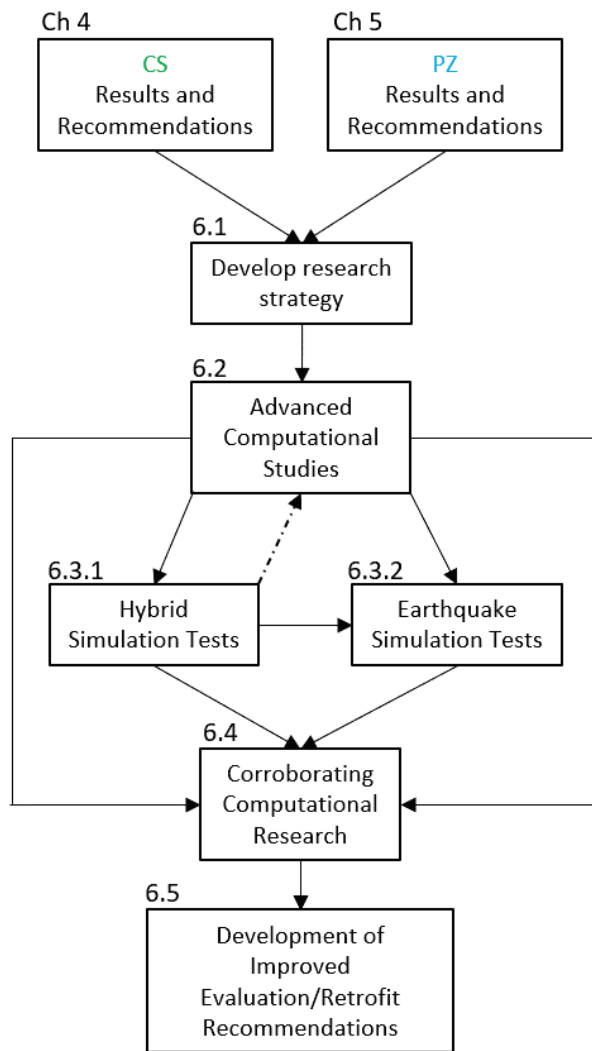 Ch 4
CS
Results and
Recommendations
Ch 5
PZ
Results and
Recommendations
6.1
Develop research
strategy
6.2
Advanced
Computational
Studies
6.3.1
Hybrid
Simulation Tests
6.3.2
Earthquake
Simulation Tests
6.4
Corroborating
Computational
Research
6.5
Development of
Improved
Evaluation/Retrofit
Recommendations